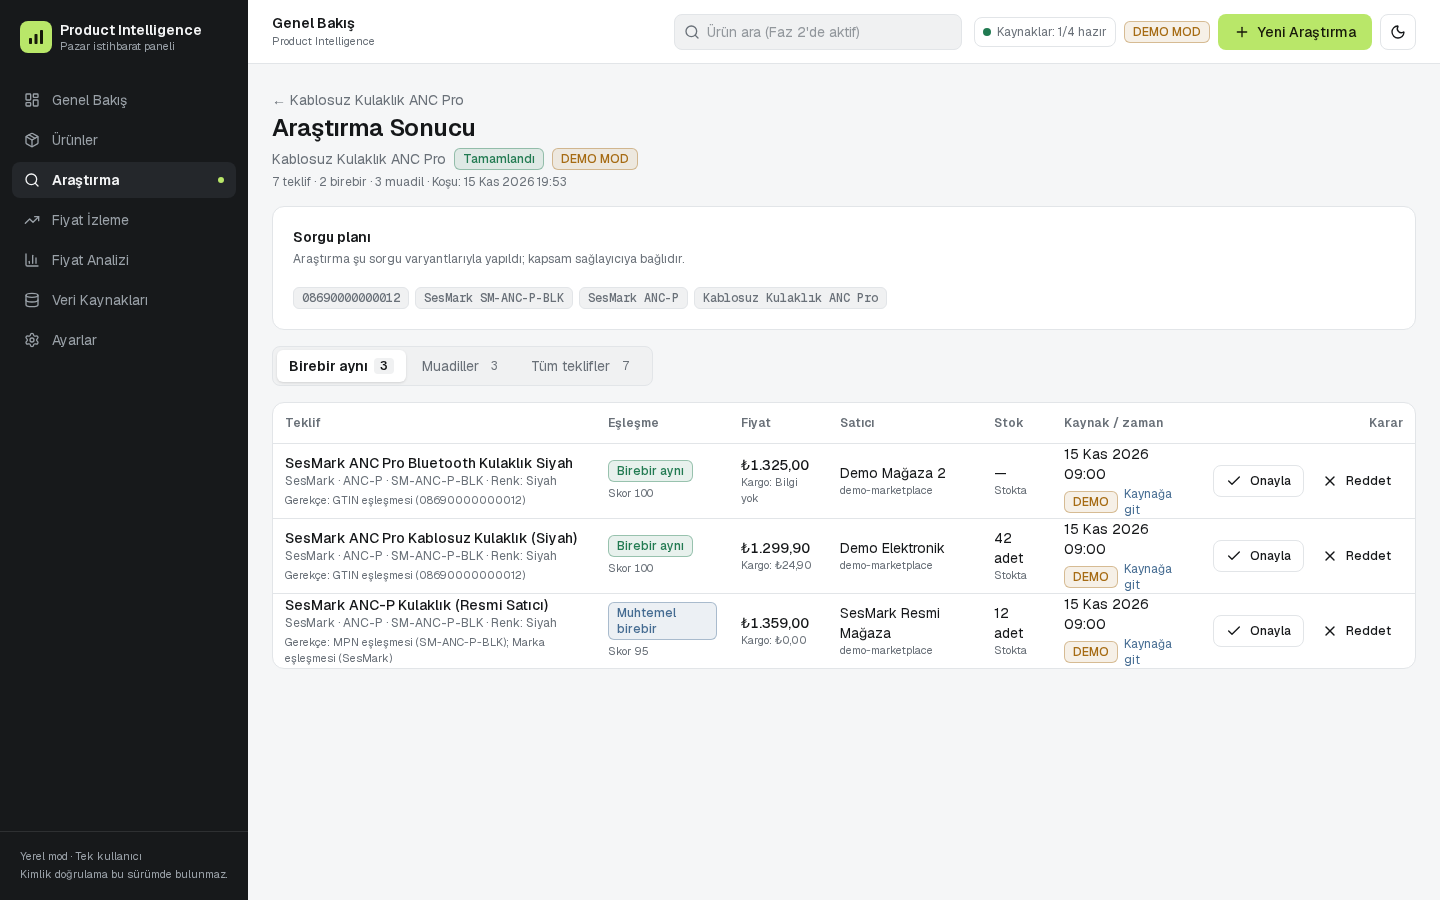 Product Intelligence
Pazar istihbarat paneli
Genel Bakış
Ürünler
Araştırma
Fiyat İzleme
Fiyat Analizi
Veri Kaynakları
Ayarlar
Yerel mod · Tek kullanıcı
Kimlik doğrulama bu sürümde bulunmaz.
Genel Bakış
Product Intelligence
Ürün ara (Faz 2'de aktif)
Kaynaklar: 1/4 hazır
DEMO MOD
Yeni Araştırma
← Kablosuz Kulaklık ANC Pro
Araştırma Sonucu
Kablosuz Kulaklık ANC Pro Tamamlandı DEMO MOD
7 teklif · 2 birebir · 3 muadil · Koşu: 15 Kas 2026 19:53
Sorgu planı
Araştırma şu sorgu varyantlarıyla yapıldı; kapsam sağlayıcıya bağlıdır.
08690000000012 SesMark SM-ANC-P-BLK SesMark ANC-P Kablosuz Kulaklık ANC Pro
Birebir aynı 3 Muadiller 3 Tüm teklifler 7
Teklif Eşleşme Fiyat Satıcı Stok Kaynak / zaman Karar
SesMark ANC Pro Bluetooth Kulaklık Siyah
SesMark · ANC-P · SM-ANC-P-BLK · Renk: Siyah
Gerekçe: GTIN eşleşmesi (08690000000012)
Birebir aynı
Skor 100
₺1.325,00
Kargo: Bilgi
yok
Demo Mağaza 2
demo-marketplace
—
Stokta
15 Kas 2026
09:00
DEMO
Kaynağa
git
Onayla
Reddet
SesMark ANC Pro Kablosuz Kulaklık (Siyah)
SesMark · ANC-P · SM-ANC-P-BLK · Renk: Siyah
Gerekçe: GTIN eşleşmesi (08690000000012)
Birebir aynı
Skor 100
₺1.299,90
Kargo: ₺24,90
Demo Elektronik
demo-marketplace
42
adet
Stokta
15 Kas 2026
09:00
DEMO
Kaynağa
git
Onayla
Reddet
SesMark ANC-P Kulaklık (Resmi Satıcı)
SesMark · ANC-P · SM-ANC-P-BLK · Renk: Siyah
Gerekçe: MPN eşleşmesi (SM-ANC-P-BLK); Marka
eşleşmesi (SesMark)
Muhtemel
birebir
Skor 95
₺1.359,00
Kargo: ₺0,00
SesMark Resmi
Mağaza
demo-marketplace
12
adet
Stokta
15 Kas 2026
09:00
DEMO
Kaynağa
git
Onayla
Reddet